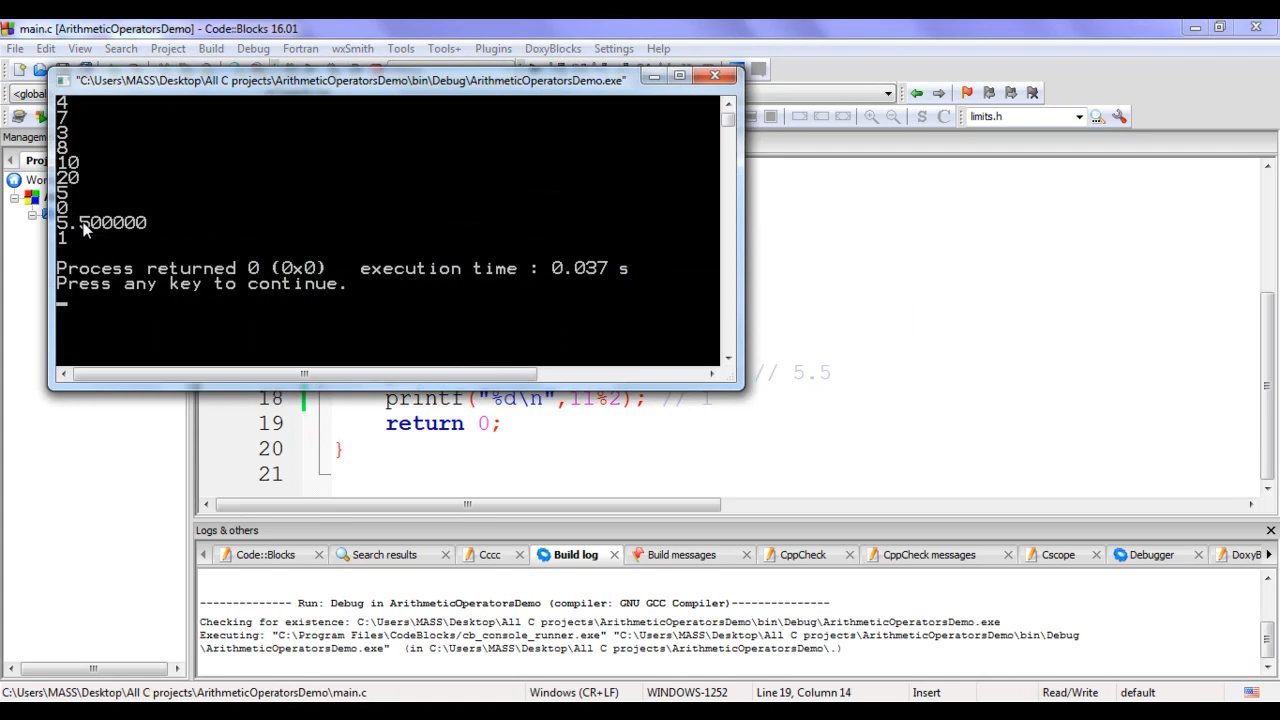 main.c [ArithmeticOperatorsDemo] - Code::Blocks 16.01
File Edit View Search Project Build Debug Fortran wxSmith Tools Tools+ Plugins DoxyBlocks Settings Help
"C:\Users\MASS\Desktop\All C projects\ArithmeticOperatorsDemo\bin\Debug\ArithmeticOperatorsDemo.exe"
<global
limits.h
S C
Managem
Proj
Wor
4
7
3
8
10
20
5
0
5.500000
1
Process returned 0 (0x0)   execution time : 0.037 s
Press any key to continue.
// 5.5
18 printf("%d\n",11%2); // 1
19 return 0;
20 }
21
Logs & others
Code::Blocks Search results Cccc Build log Build messages CppCheck CppCheck messages Cscope Debugger DoxyB
-------------- Run: Debug in ArithmeticOperatorsDemo (compiler: GNU GCC Compiler)---------------
Checking for existence: C:\Users\MASS\Desktop\All C projects\ArithmeticOperatorsDemo\bin\Debug\ArithmeticOperatorsDemo.exe
Executing: "C:\Program Files\CodeBlocks/cb_console_runner.exe" "C:\Users\MASS\Desktop\All C projects\ArithmeticOperatorsDemo\bin\Debug
\ArithmeticOperatorsDemo.exe"  (in C:\Users\MASS\Desktop\All C projects\ArithmeticOperatorsDemo\.)
C:\Users\MASS\Desktop\All C projects\ArithmeticOperatorsDemo\main.c Windows (CR+LF) WINDOWS-1252 Line 19, Column 14 Insert Read/Write default